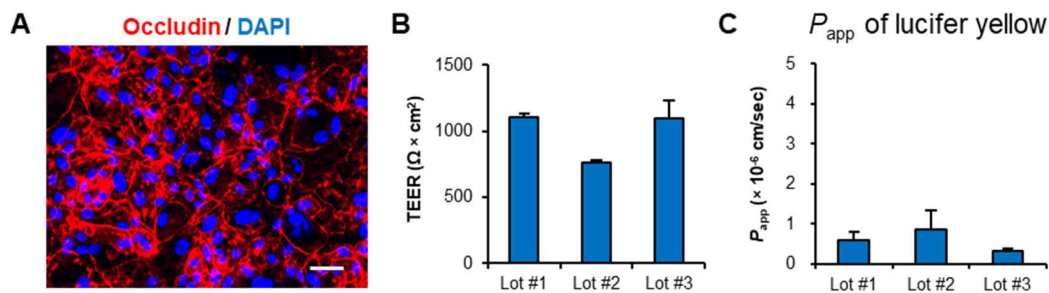 A
Occludin / DAPI
B
1500
1000
500
0
TEER (Ω × cm²)
Lot #1 Lot #2 Lot #3
C
Papp of lucifer yellow
5
4
3
2
1
0
Papp (× 10⁻⁶ cm/sec)
Lot #1 Lot #2 Lot #3